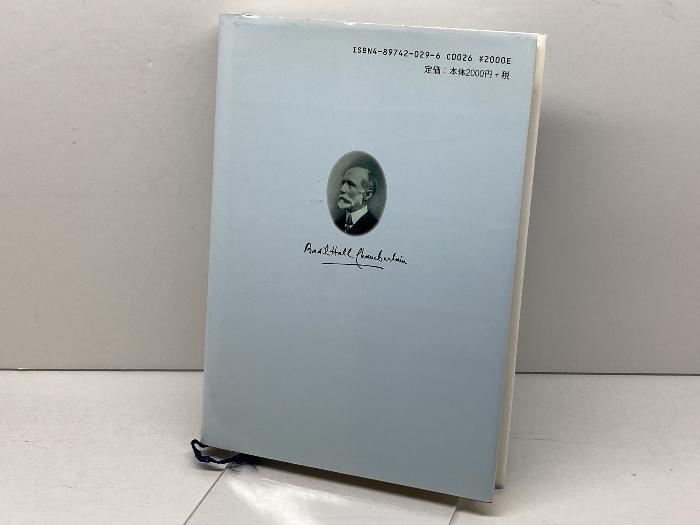 ISBN4-89742-029-6 C0026 ¥2000E
定価：本体2000円＋税
Basil Hall Chamberlain